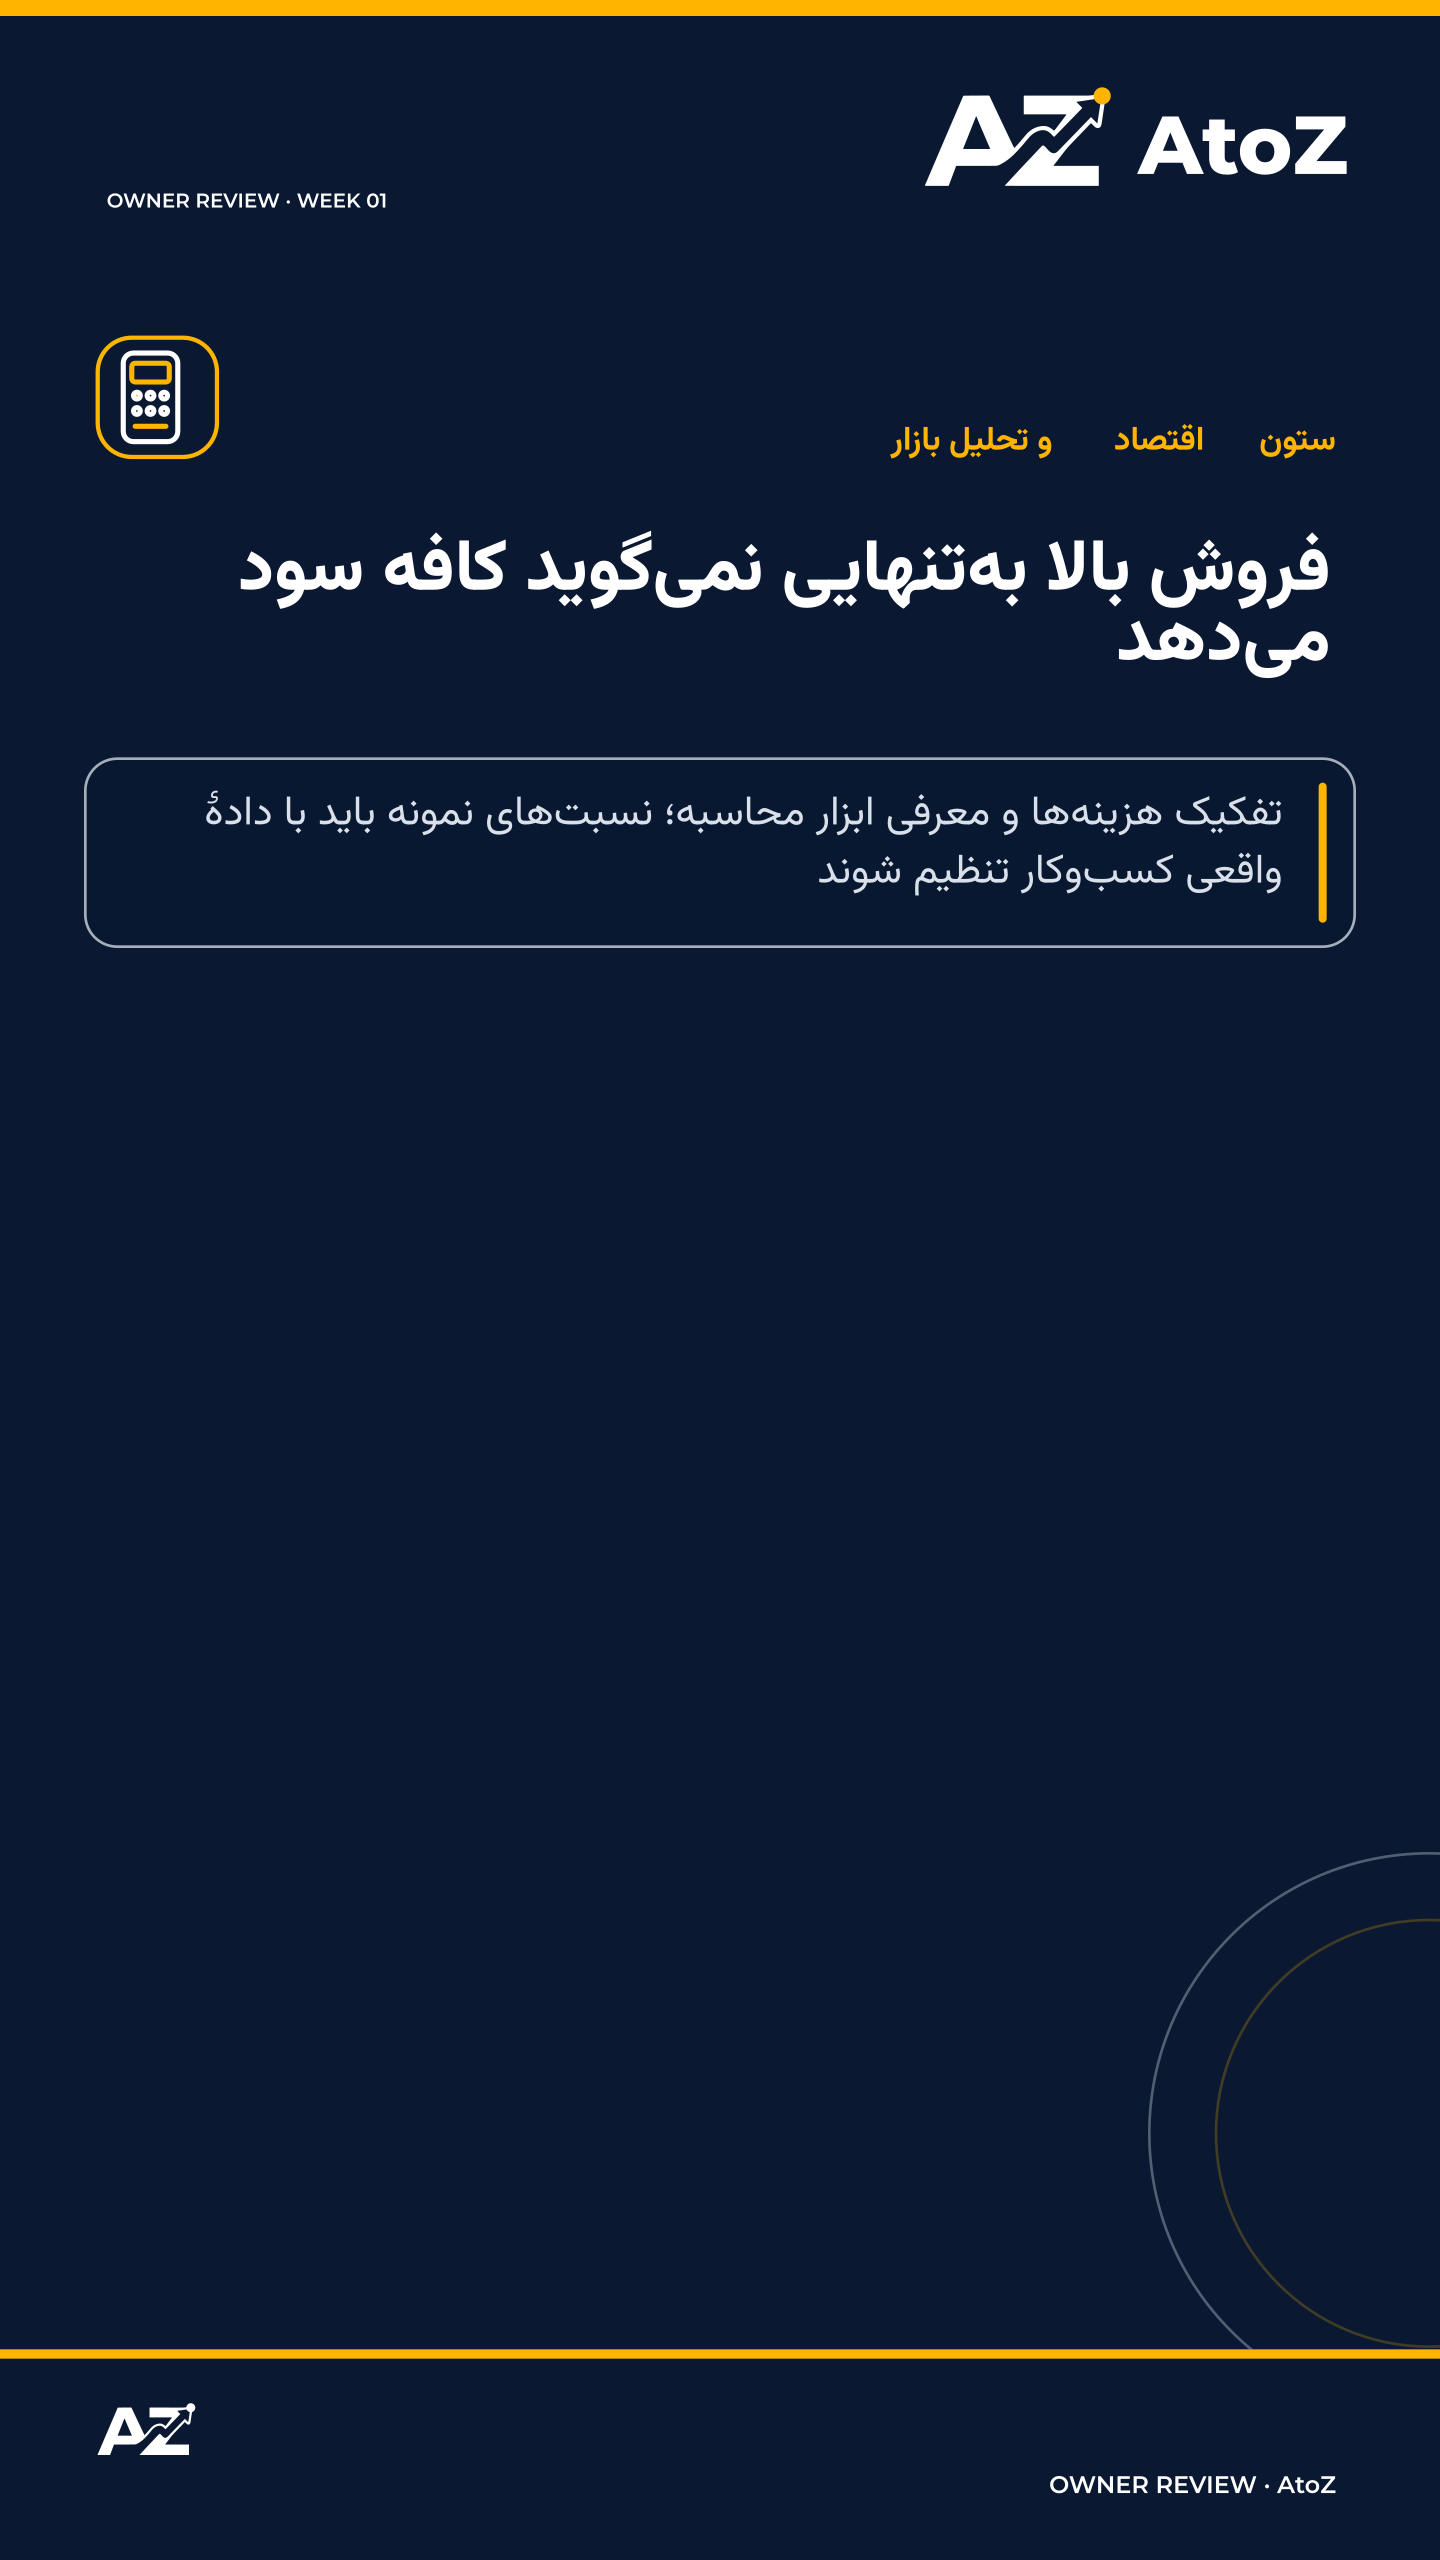 AZ AtoZ
OWNER REVIEW · WEEK 01
ستون اقتصاد و تحلیل بازار
فروش بالا به‌تنهایی نمی‌گوید کافه سود
می‌دهد
تفکیک هزینه‌ها و معرفی ابزار محاسبه؛ نسبت‌های نمونه باید با دادهٔ
واقعی کسب‌وکار تنظیم شوند
AZ
OWNER REVIEW · AtoZ